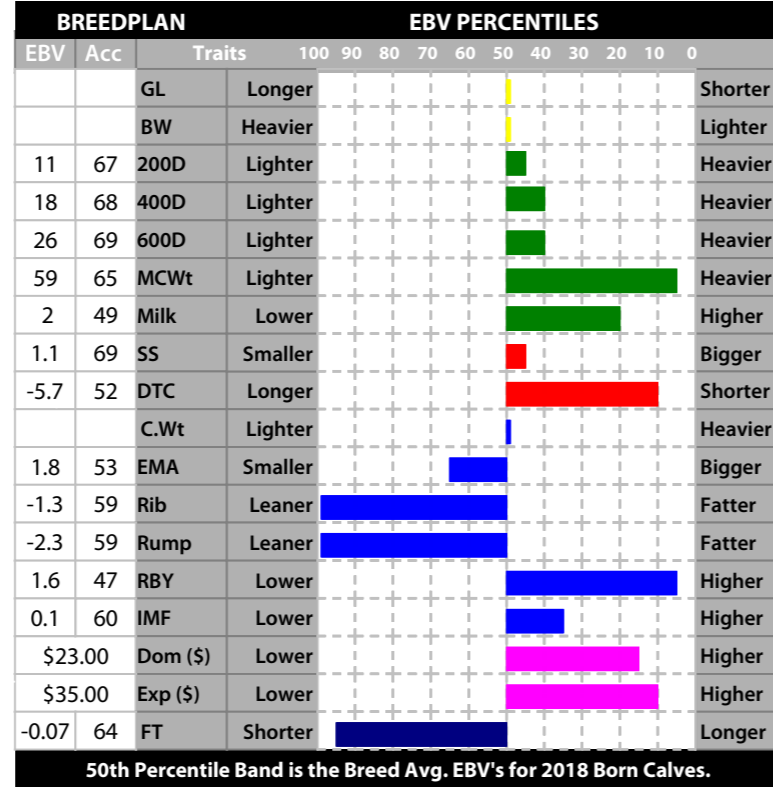 BREEDPLAN EBV PERCENTILES
EBV Acc Traits 100 90 80 70 60 50 40 30 20 10 0
GL Longer Shorter
BW Heavier Lighter
11 67 200D Lighter Heavier
18 68 400D Lighter Heavier
26 69 600D Lighter Heavier
59 65 MCWt Lighter Heavier
2 49 Milk Lower Higher
1.1 69 SS Smaller Bigger
-5.7 52 DTC Longer Shorter
C.Wt Lighter Heavier
1.8 53 EMA Smaller Bigger
-1.3 59 Rib Leaner Fatter
-2.3 59 Rump Leaner Fatter
1.6 47 RBY Lower Higher
0.1 60 IMF Lower Higher
$23.00 Dom ($) Lower Higher
$35.00 Exp ($) Lower Higher
-0.07 64 FT Shorter Longer
50th Percentile Band is the Breed Avg. EBV's for 2018 Born Calves.